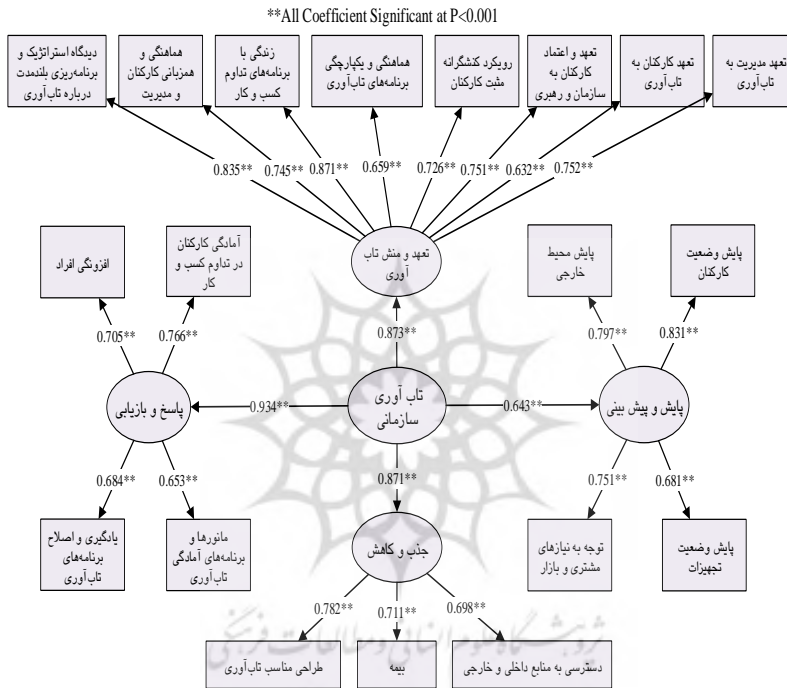 **All Coefficient Significant at P<0.001
تعهد مدیریت به
تاب‌آوری
تعهد کارکنان به
تاب‌آوری
تعهد و اعتماد
کارکنان به
سازمان و رهبری
رویکرد کنشگرانه
مثبت کارکنان
هماهنگی و یکپارچگی
برنامه‌های تاب‌آوری
زندگی با
برنامه‌های تداوم
کسب و کار
هماهنگی و
همزبانی کارکنان
و مدیریت
دیدگاه استراتژیک و
برنامه‌ریزی بلندمدت
درباره تاب‌آوری
0.752**
0.632**
0.751**
0.726**
0.659**
0.871**
0.745**
0.835**
تعهد و منش تاب
آوری
پایش وضعیت
کارکنان
پایش محیط
خارجی
آمادگی کارکنان
در تداوم کسب و
کار
افزونگی افراد
0.831**
0.797**
0.873**
0.766**
0.705**
پایش و پیش بینی
0.643**
تاب آوری
سازمانی
0.934**
پاسخ و بازیابی
0.681**
0.751**
0.871**
0.653**
0.684**
پایش وضعیت
تجهیزات
توجه به نیازهای
مشتری و بازار
جذب و کاهش
مانورها و
برنامه‌های آمادگی
تاب‌آوری
یادگیری و اصلاح
برنامه‌های
تاب‌آوری
0.698**
0.711**
0.782**
دسترسی به منابع داخلی و خارجی
بیمه
طراحی مناسب تاب‌آوری
پژوهشگاه علوم انسانی و مطالعات فرهنگی